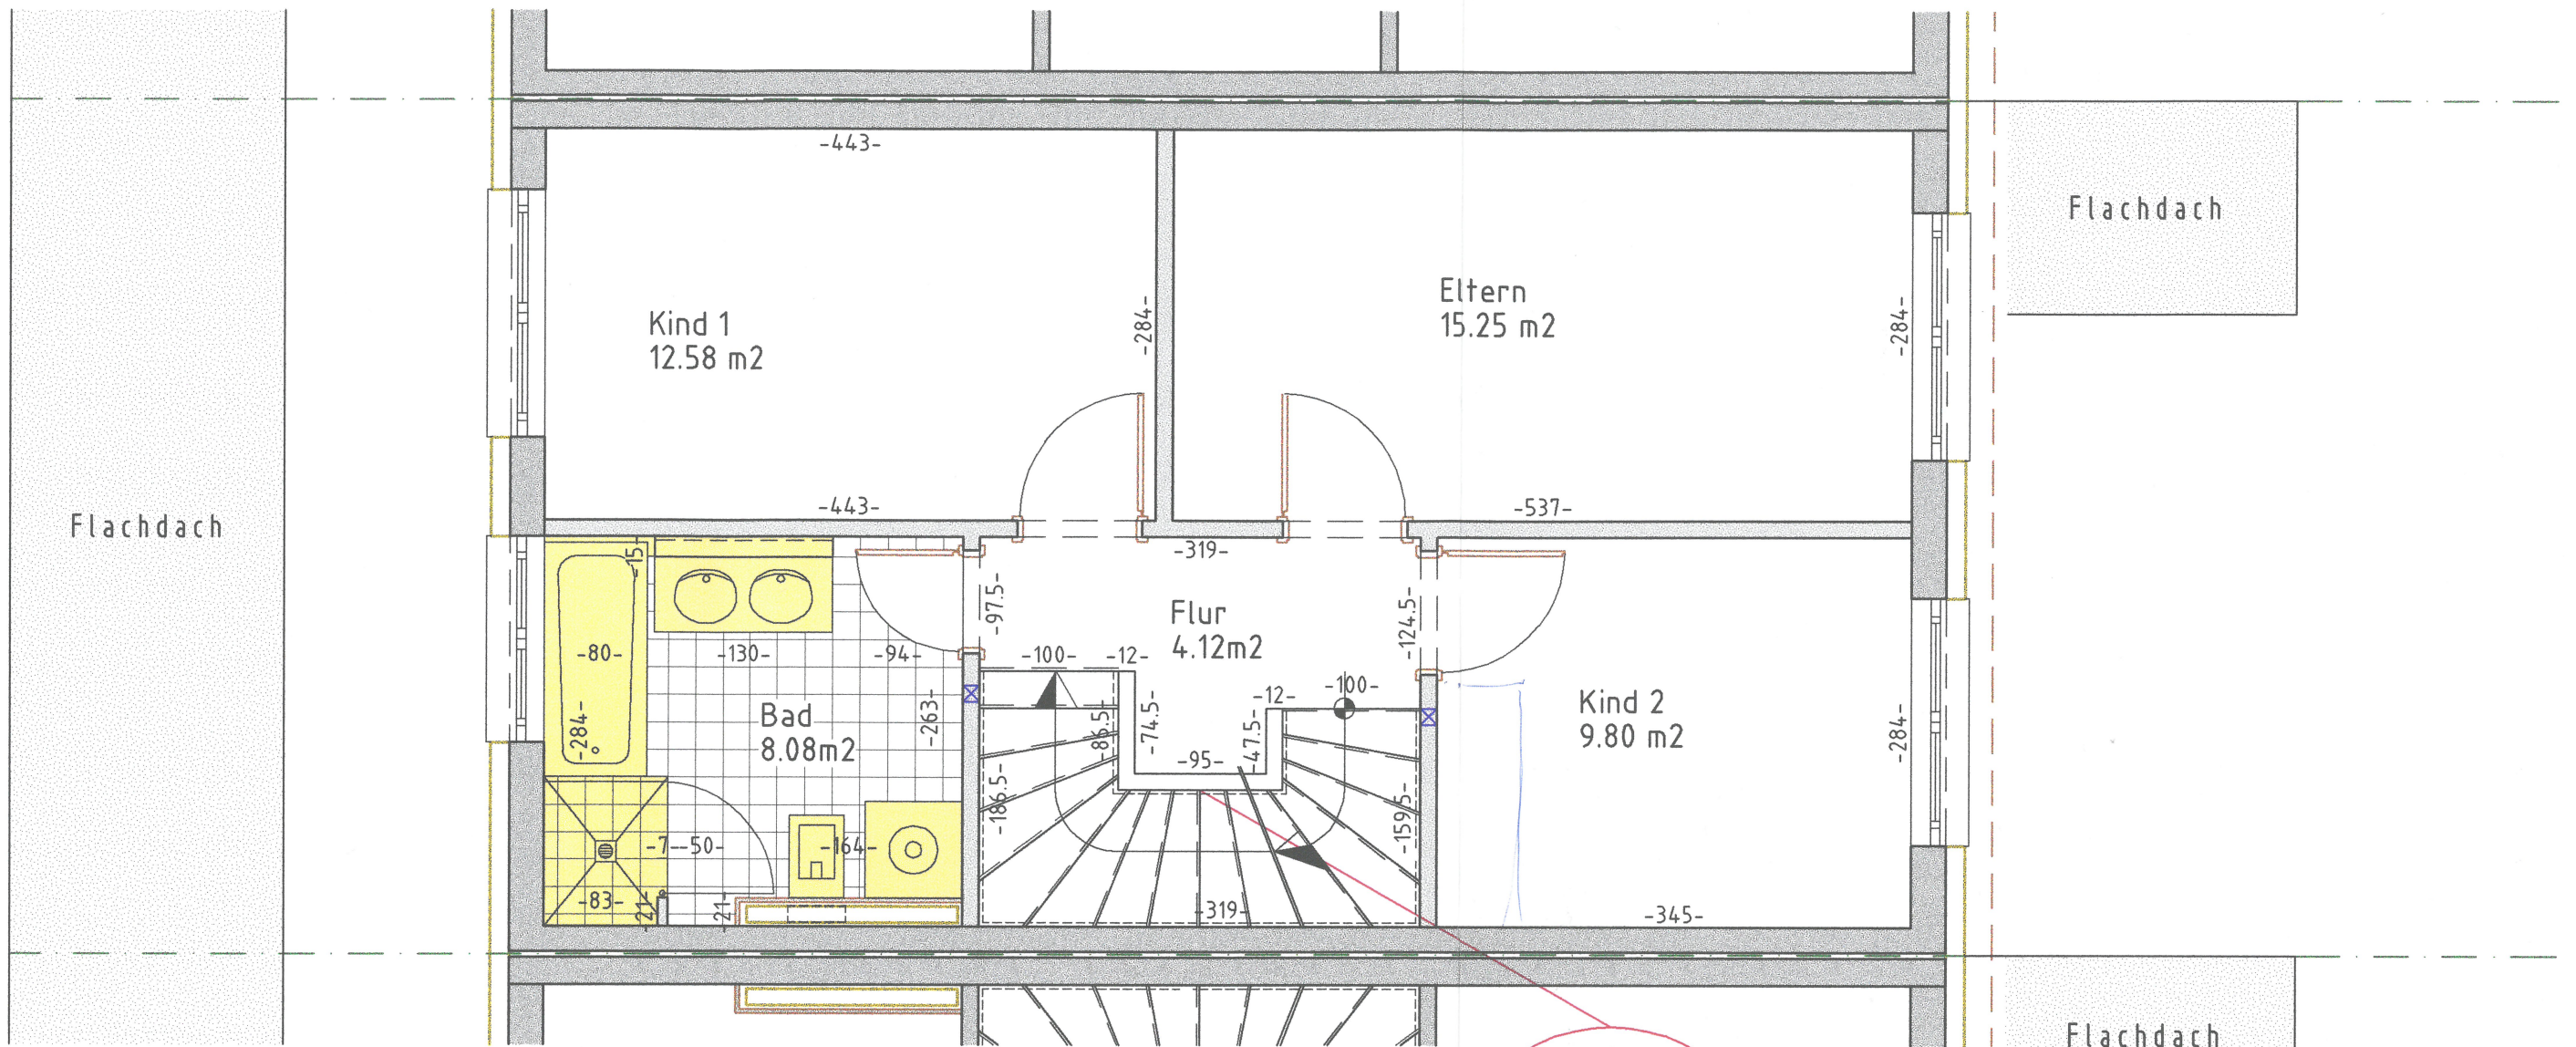 -443-
Flachdach
Kind 1
12.58 m2
-284-
Eltern
15.25 m2
-284-
-443-
-537-
Flachdach
-15-
-319-
-97.5-
Flur
4.12m2
-124.5-
-80-
-130-
-94-
-100-
-12-
-284-
Bad
8.08m2
-263-
-86.5-
-74.5-
-12-
-100-
-47.5-
Kind 2
9.80 m2
-284-
-95-
-186.5-
-159.5-
-7-
-50-
-164-
-83-
-21-
-21-
-319-
-345-
Flachdach